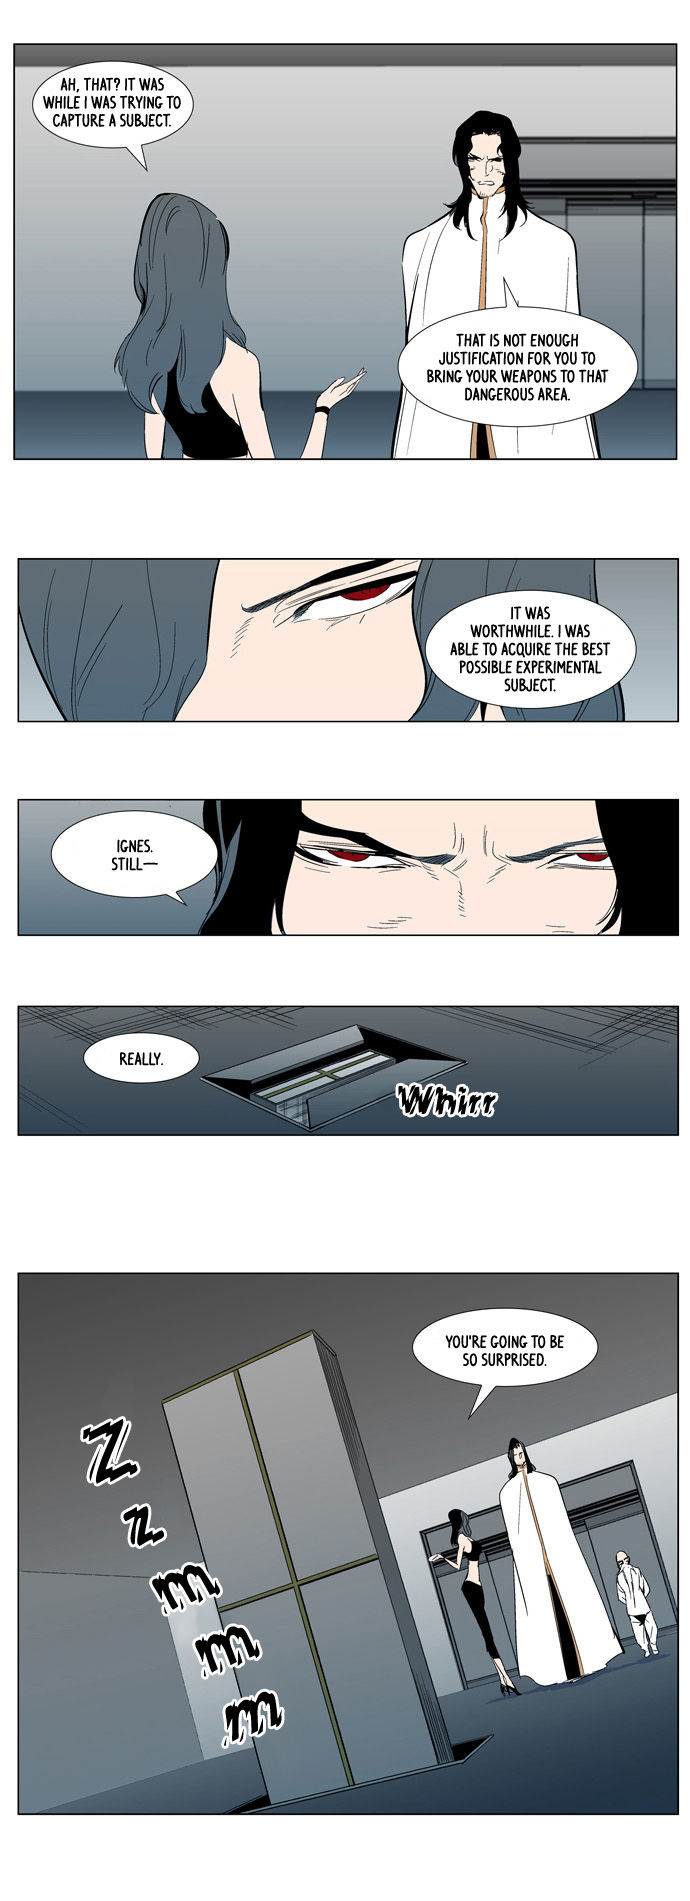 AH, THAT? IT WAS
WHILE I WAS TRYING TO
CAPTURE A SUBJECT.
THAT IS NOT ENOUGH
JUSTIFICATION FOR YOU TO
BRING YOUR WEAPONS TO THAT
DANGEROUS AREA.
IT WAS
WORTHWHILE. I WAS
ABLE TO ACQUIRE THE BEST
POSSIBLE EXPERIMENTAL
SUBJECT.
IGNES.
STILL—
REALLY.
Whirr
YOU'RE GOING TO BE
SO SURPRISED.
Z
z
m
m
m